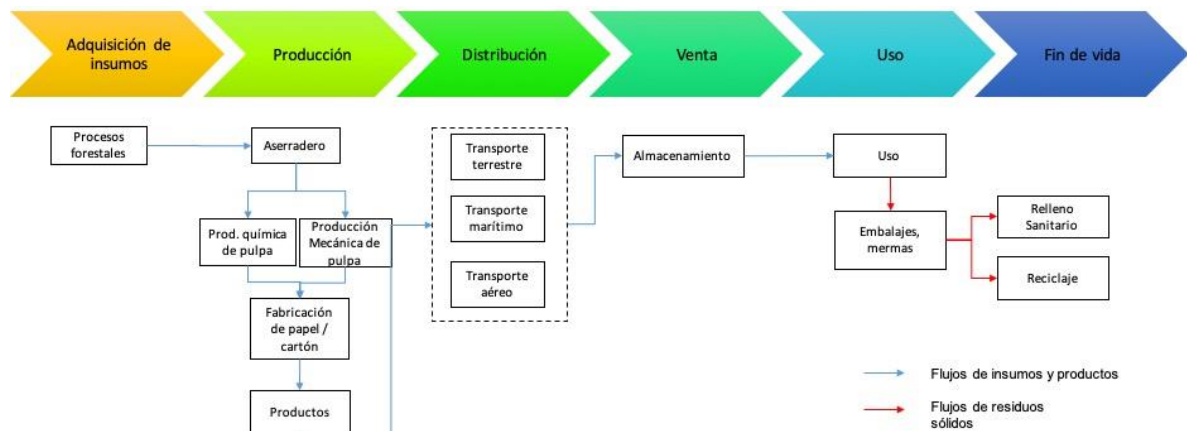 Adquisición de
insumos
Producción
Distribución
Venta
Uso
Fin de vida
Procesos
forestales
Aserradero
Prod. química
de pulpa
Producción
Mecánica de
pulpa
Fabricación
de papel /
cartón
Productos
Transporte
terrestre
Transporte
marítimo
Transporte
aéreo
Almacenamiento
Uso
Embalajes,
mermas
Relleno
Sanitario
Reciclaje
Flujos de insumos y productos
Flujos de residuos
sólidos